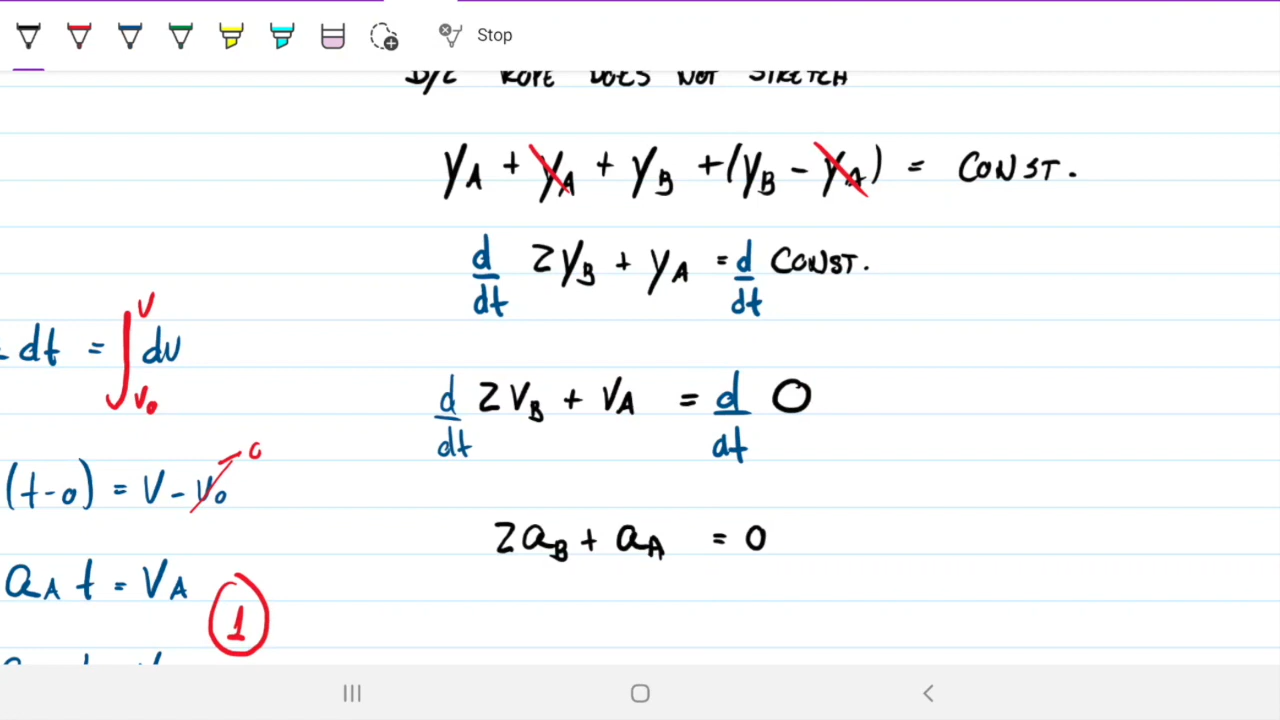 Stop
B/C ROPE DOES NOT STRETCH
yA + yA + yB + (yB - yA) = CONST.
d/dt 2yB + yA = d/dt CONST.
dt = ∫ v v₀ dv
d/dt 2VB + VA = d/dt 0
(t-0) = V - V₀ 0
2aB + aA = 0
aA t = VA
1